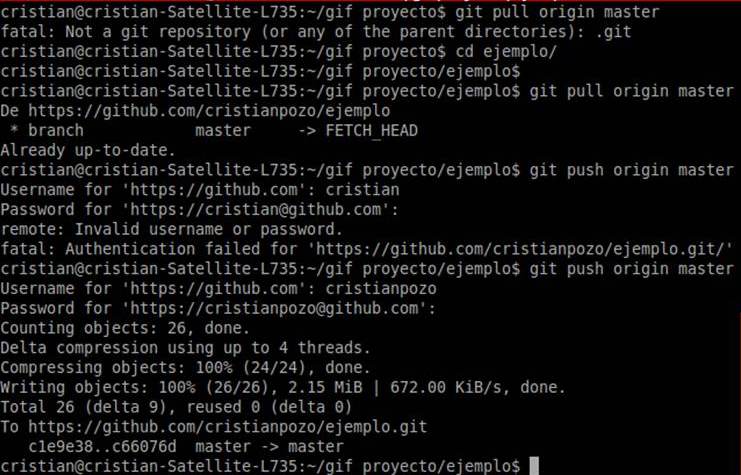 cristian@cristian-Satellite-L735:~/gif proyecto$ git pull origin master
fatal: Not a git repository (or any of the parent directories): .git
cristian@cristian-Satellite-L735:~/gif proyecto$ cd ejemplo/
cristian@cristian-Satellite-L735:~/gif proyecto/ejemplo$
cristian@cristian-Satellite-L735:~/gif proyecto/ejemplo$ git pull origin master
De https://github.com/cristianpozo/ejemplo
 * branch            master     -> FETCH_HEAD
Already up-to-date.
cristian@cristian-Satellite-L735:~/gif proyecto/ejemplo$ git push origin master
Username for 'https://github.com': cristian
Password for 'https://cristian@github.com':
remote: Invalid username or password.
fatal: Authentication failed for 'https://github.com/cristianpozo/ejemplo.git/'
cristian@cristian-Satellite-L735:~/gif proyecto/ejemplo$ git push origin master
Username for 'https://github.com': cristianpozo
Password for 'https://cristianpozo@github.com':
Counting objects: 26, done.
Delta compression using up to 4 threads.
Compressing objects: 100% (24/24), done.
Writing objects: 100% (26/26), 2.15 MiB | 672.00 KiB/s, done.
Total 26 (delta 9), reused 0 (delta 0)
To https://github.com/cristianpozo/ejemplo.git
   c1e9e38..c66076d  master -> master
cristian@cristian-Satellite-L735:~/gif proyecto/ejemplo$